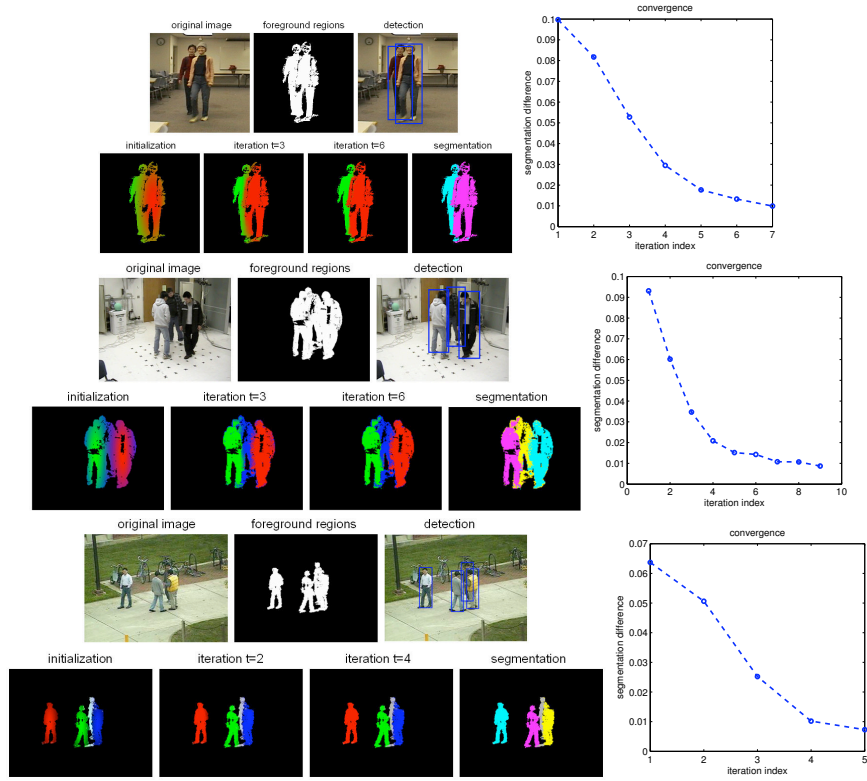 original image foreground regions detection
initialization iteration t=3 iteration t=6 segmentation
convergence
segmentation difference
0.1
0.09
0.08
0.07
0.06
0.05
0.04
0.03
0.02
0.01
0
1 2 3 4 5 6 7
iteration index
original image foreground regions detection
initialization iteration t=3 iteration t=6 segmentation
convergence
segmentation difference
0.1
0.09
0.08
0.07
0.06
0.05
0.04
0.03
0.02
0.01
0
0 2 4 6 8 10
iteration index
original image foreground regions detection
initialization iteration t=2 iteration t=4 segmentation
convergence
segmentation difference
0.07
0.06
0.05
0.04
0.03
0.02
0.01
0
1 2 3 4 5
iteration index